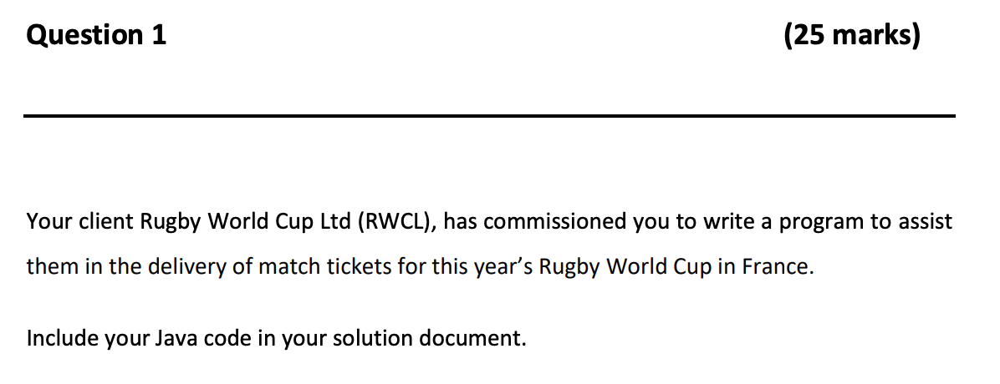 Question 1 (25 marks)
Your client Rugby World Cup Ltd (RWCL), has commissioned you to write a program to assist
them in the delivery of match tickets for this year’s Rugby World Cup in France.
Include your Java code in your solution document.